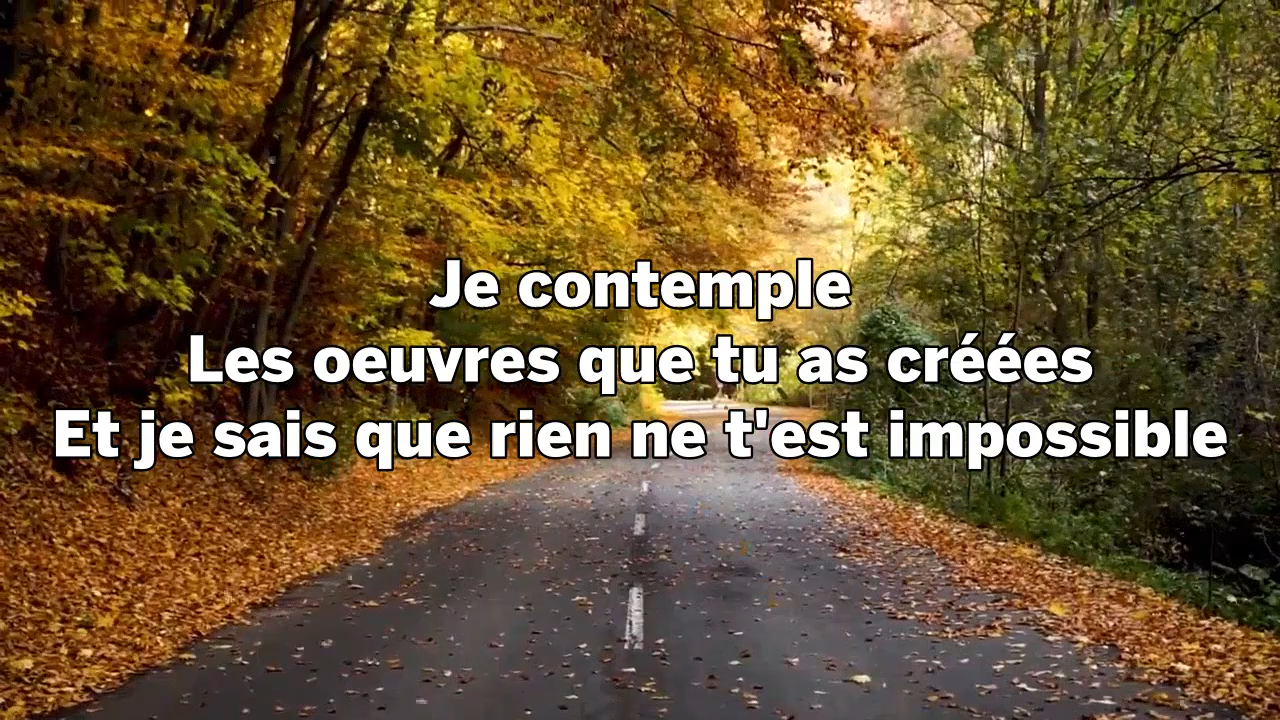 Je contemple
Les oeuvres que tu as créées
Et je sais que rien ne t'est impossible